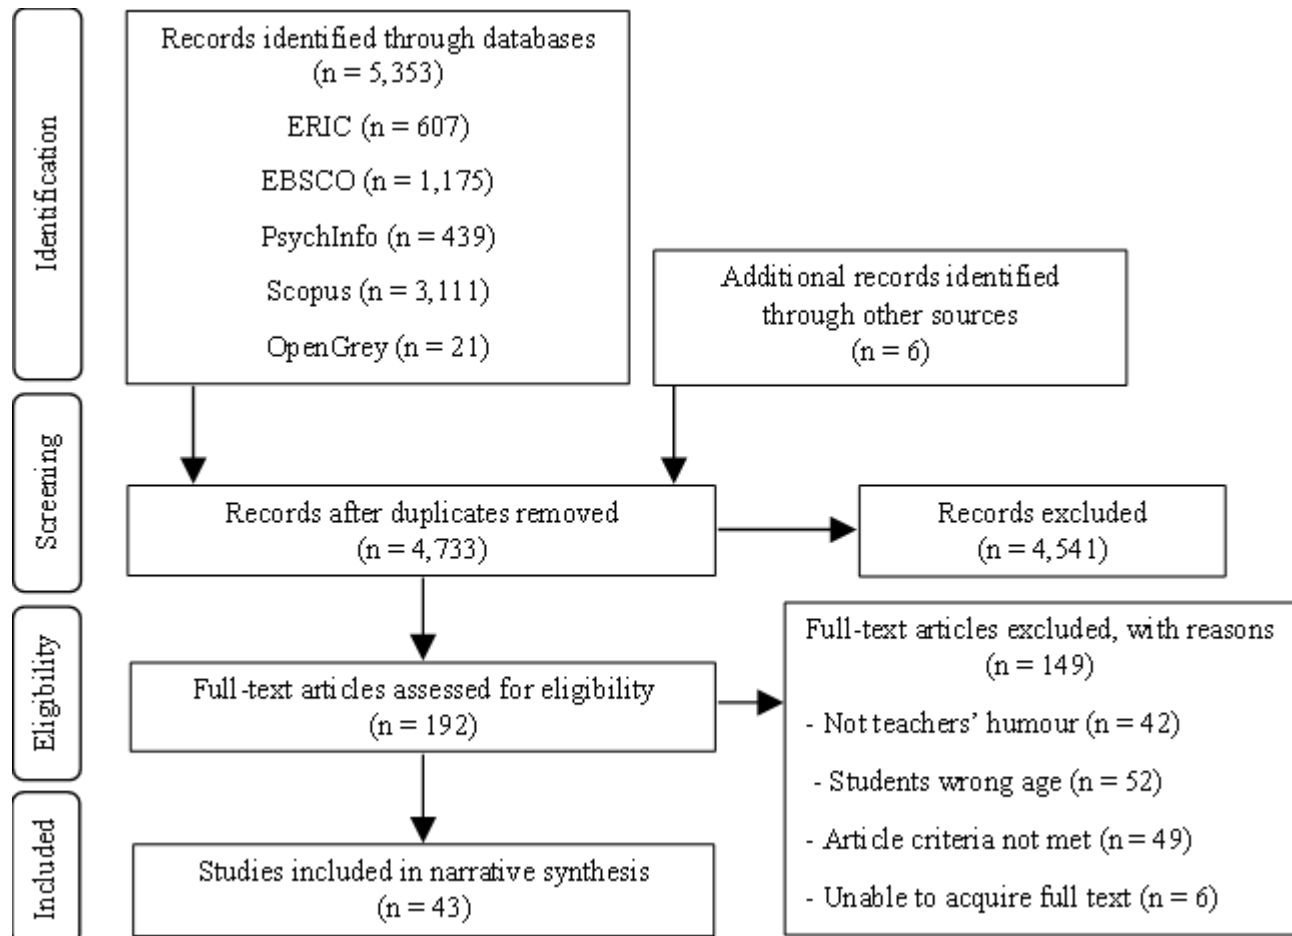 Identification
Records identified through databases
(n = 5,353)
ERIC (n = 607)
EBSCO (n = 1,175)
PsychInfo (n = 439)
Scopus (n = 3,111)
OpenGrey (n = 21)
Additional records identified
through other sources
(n = 6)
Screening
Records after duplicates removed
(n = 4,733)
Records excluded
(n = 4,541)
Eligibility
Full-text articles assessed for eligibility
(n = 192)
Full-text articles excluded, with reasons
(n = 149)
- Not teachers’ humour (n = 42)
- Students wrong age (n = 52)
- Article criteria not met (n = 49)
- Unable to acquire full text (n = 6)
Included
Studies included in narrative synthesis
(n = 43)